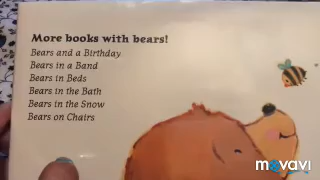 More books with bears!
Bears and a Birthday
Bears in a Band
Bears in Beds
Bears in the Bath
Bears in the Snow
Bears on Chairs
movavi